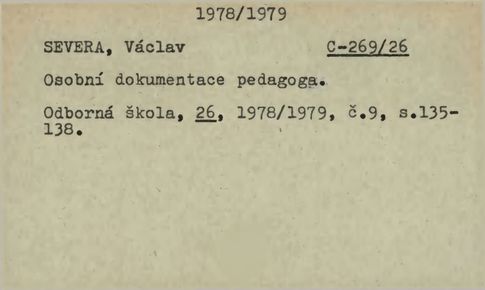 1978/1979
SEVERA, Václav C-269/26
Osobní dokumentace pedagoga.
Odborná škola, 26, 1978/1979, č.9, s.135-
138.